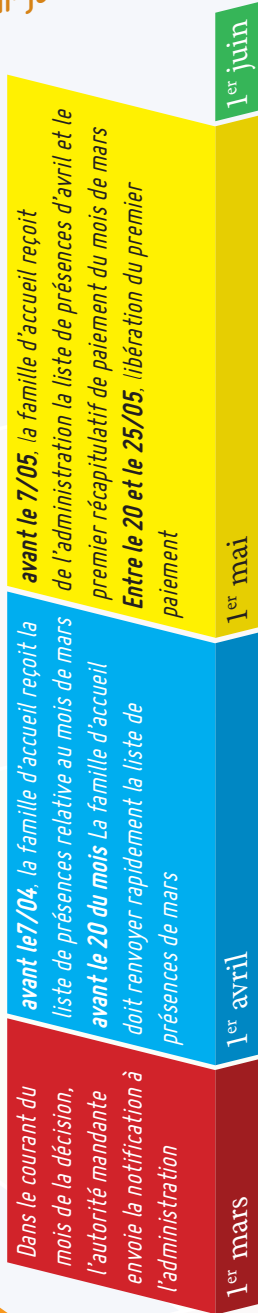 Dans le courant du
mois de la décision,
l'autorité mandante
envoie la notification à
l'administration
1er mars
avant le7/04, la famille d'accueil reçoit la
liste de présences relative au mois de mars
avant le 20 du mois La famille d'accueil
doit renvoyer rapidement la liste de
présences de mars
1er avril
avant le 7/05, la famille d'accueil reçoit
de l'administration la liste de présences d'avril et le
premier récapitulatif de paiement du mois de mars
Entre le 20 et le 25/05, libération du premier
paiement
1er mai
1er juin